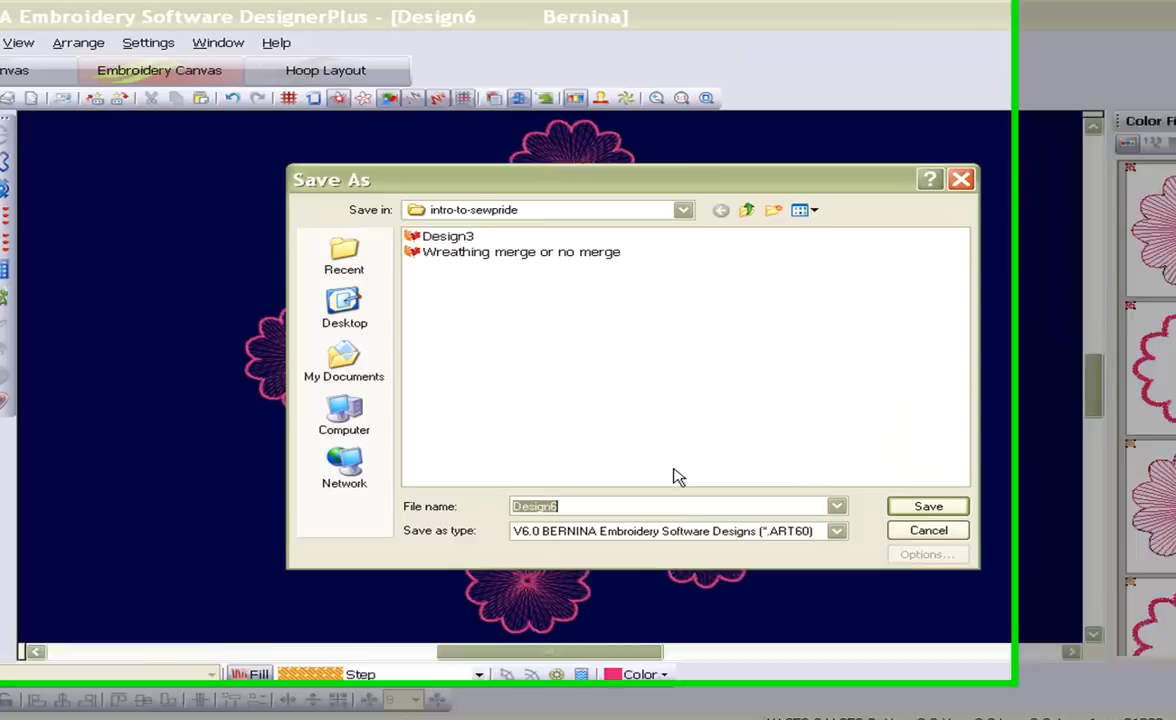 A Embroidery Software DesignerPlus - [Design6 Bernina]
View Arrange Settings Window Help
nvas Embroidery Canvas Hoop Layout
Color Fi
Save As
Save in: intro-to-sewpride
Design3
Wreathing merge or no merge
Recent
Desktop
My Documents
Computer
Network
File name: Design6 Save
Save as type: V6.0 BERNINA Embroidery Software Designs (*.ART60) Cancel
Options...
Fill Step Color
8